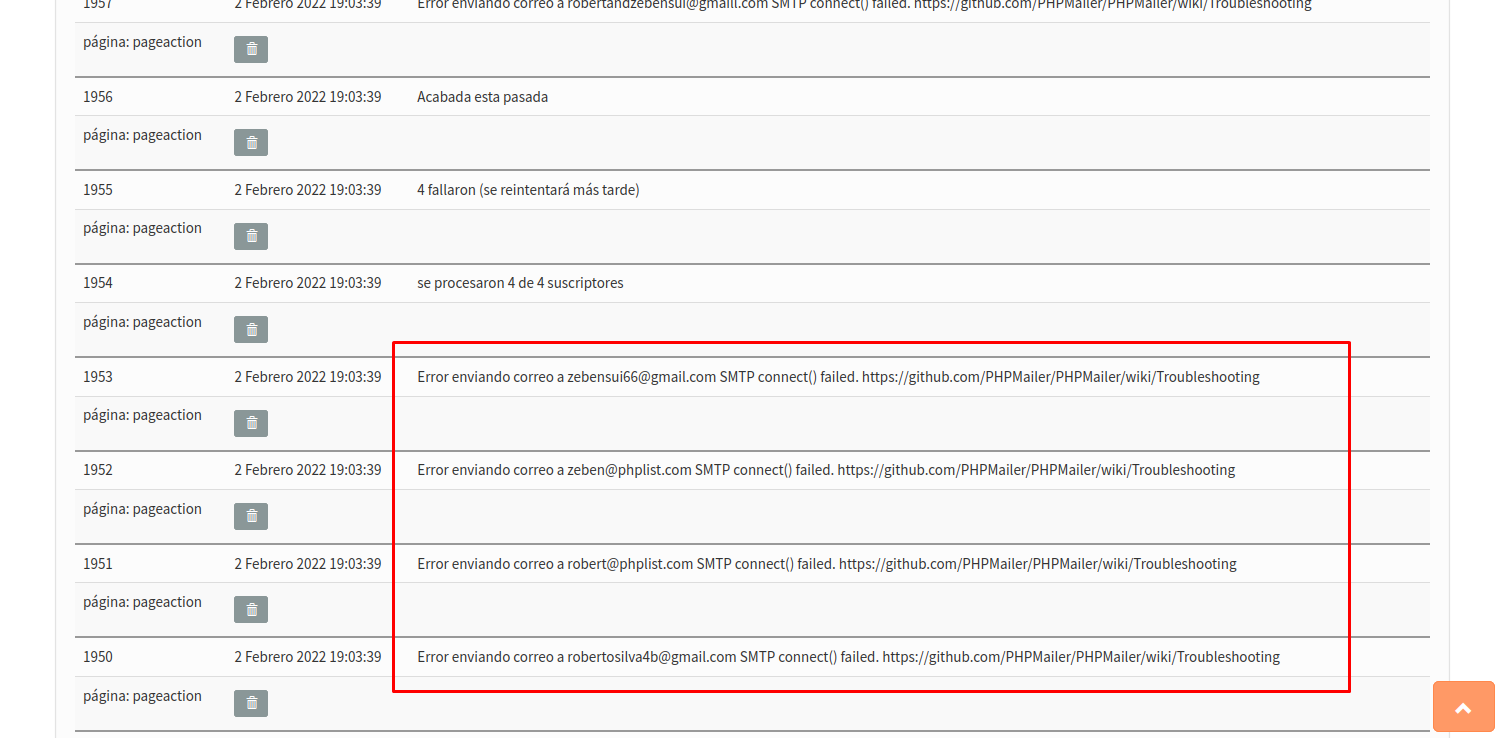 1957 2 Febrero 2022 19:03:39 Error enviando correo a robertandzebensui@gmaill.com SMTP connect() failed. https://github.com/PHPMailer/PHPMailer/wiki/Troubleshooting
página: pageaction
1956 2 Febrero 2022 19:03:39 Acabada esta pasada
página: pageaction
1955 2 Febrero 2022 19:03:39 4 fallaron (se reintentará más tarde)
página: pageaction
1954 2 Febrero 2022 19:03:39 se procesaron 4 de 4 suscriptores
página: pageaction
1953 2 Febrero 2022 19:03:39 Error enviando correo a zebensui66@gmail.com SMTP connect() failed. https://github.com/PHPMailer/PHPMailer/wiki/Troubleshooting
página: pageaction
1952 2 Febrero 2022 19:03:39 Error enviando correo a zeben@phplist.com SMTP connect() failed. https://github.com/PHPMailer/PHPMailer/wiki/Troubleshooting
página: pageaction
1951 2 Febrero 2022 19:03:39 Error enviando correo a robert@phplist.com SMTP connect() failed. https://github.com/PHPMailer/PHPMailer/wiki/Troubleshooting
página: pageaction
1950 2 Febrero 2022 19:03:39 Error enviando correo a robertosilva4b@gmail.com SMTP connect() failed. https://github.com/PHPMailer/PHPMailer/wiki/Troubleshooting
página: pageaction